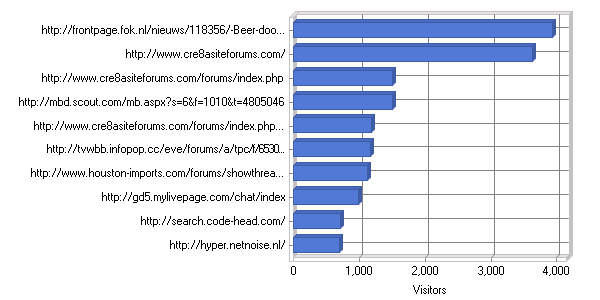 http://frontpage.fok.nl/nieuws/118356/-Beer-doo...
http://www.cre8asiteforums.com/
http://www.cre8asiteforums.com/forums/index.php
http://mbd.scout.com/mb.aspx?s=6&f=1010&t=4805046
http://www.cre8asiteforums.com/forums/index.php...
http://tvwbb.infopop.cc/eve/forums/a/tpc/f/6530...
http://www.houston-imports.com/forums/showthrea...
http://gd5.mylivepage.com/chat/index
http://search.code-head.com/
http://hyper.netnoise.nl/
0 1,000 2,000 3,000 4,000
Visitors